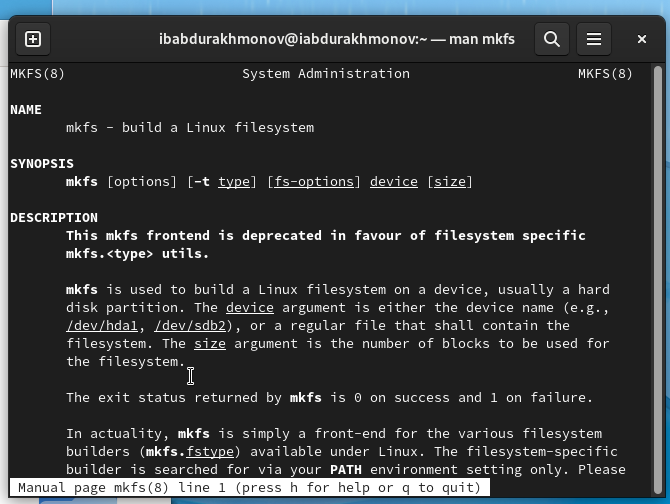 ibabdurakhmonov@iabdurakhmonov:~ — man mkfs
MKFS(8) System Administration MKFS(8)
NAME
mkfs - build a Linux filesystem
SYNOPSIS
mkfs [options] [-t type] [fs-options] device [size]
DESCRIPTION
This mkfs frontend is deprecated in favour of filesystem specific
mkfs.<type> utils.
mkfs is used to build a Linux filesystem on a device, usually a hard
disk partition. The device argument is either the device name (e.g.,
/dev/hda1, /dev/sdb2), or a regular file that shall contain the
filesystem. The size argument is the number of blocks to be used for
the filesystem.
The exit status returned by mkfs is 0 on success and 1 on failure.
In actuality, mkfs is simply a front-end for the various filesystem
builders (mkfs.fstype) available under Linux. The filesystem-specific
builder is searched for via your PATH environment setting only. Please
Manual page mkfs(8) line 1 (press h for help or q to quit)